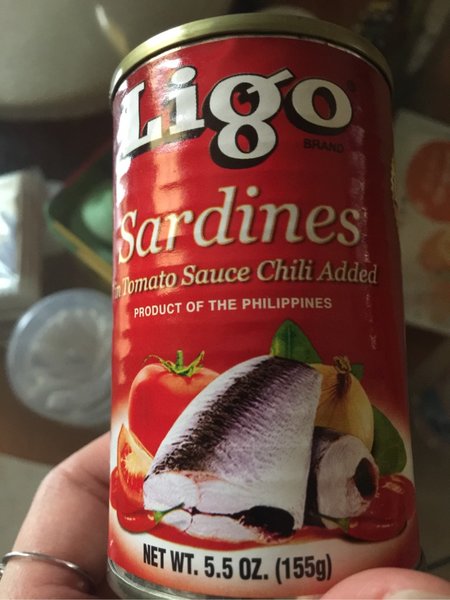 Ligo
BRAND
Sardines
in Tomato Sauce Chili Added
PRODUCT OF THE PHILIPPINES
NET WT. 5.5 OZ. (155g)